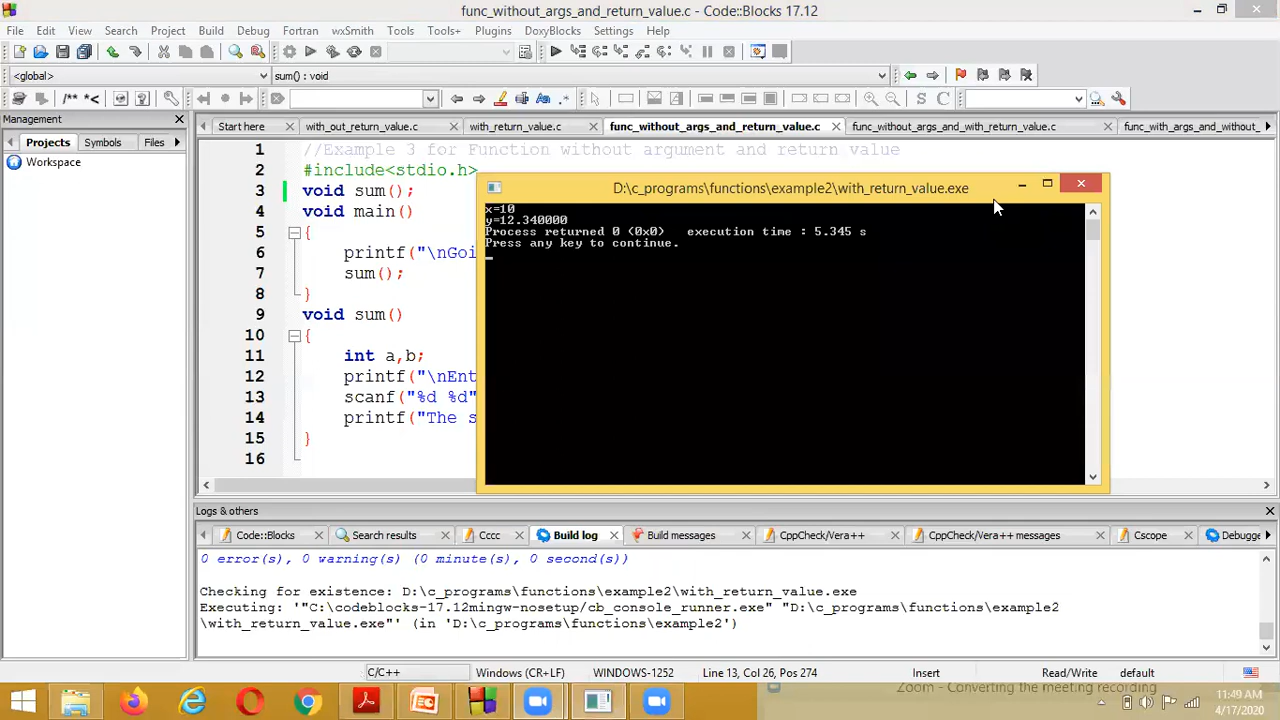 func_without_args_and_return_value.c - Code::Blocks 17.12
File Edit View Search Project Build Debug Fortran wxSmith Tools Tools+ Plugins DoxyBlocks Settings Help
<global> sum() : void
/** *<
S C
Management
Start here with_out_return_value.c with_return_value.c func_without_args_and_return_value.c func_without_args_and_with_return_value.c func_with_args_and_without_
Projects Symbols Files
Workspace
1 //Example 3 for Function without argument and return value
2 #include<stdio.h>
3 void sum();
4 void main()
5 {
6 printf("\nGoi
7 sum();
8 }
9 void sum()
10 {
11 int a,b;
12 printf("\nEnt
13 scanf("%d %d"
14 printf("The s
15 }
16
D:\c_programs\functions\example2\with_return_value.exe
x=10
y=12.340000
Process returned 0 (0x0) execution time : 5.345 s
Press any key to continue.
Logs & others
Code::Blocks Search results Cccc Build log Build messages CppCheck/Vera++ CppCheck/Vera++ messages Cscope Debugge
0 error(s), 0 warning(s) (0 minute(s), 0 second(s))
Checking for existence: D:\c_programs\functions\example2\with_return_value.exe
Executing: '"C:\codeblocks-17.12mingw-nosetup/cb_console_runner.exe" "D:\c_programs\functions\example2
\with_return_value.exe"' (in 'D:\c_programs\functions\example2')
C/C++ Windows (CR+LF) WINDOWS-1252 Line 13, Col 26, Pos 274 Insert Read/Write default
Zoom - Converting the meeting recording
11:49 AM
4/17/2020